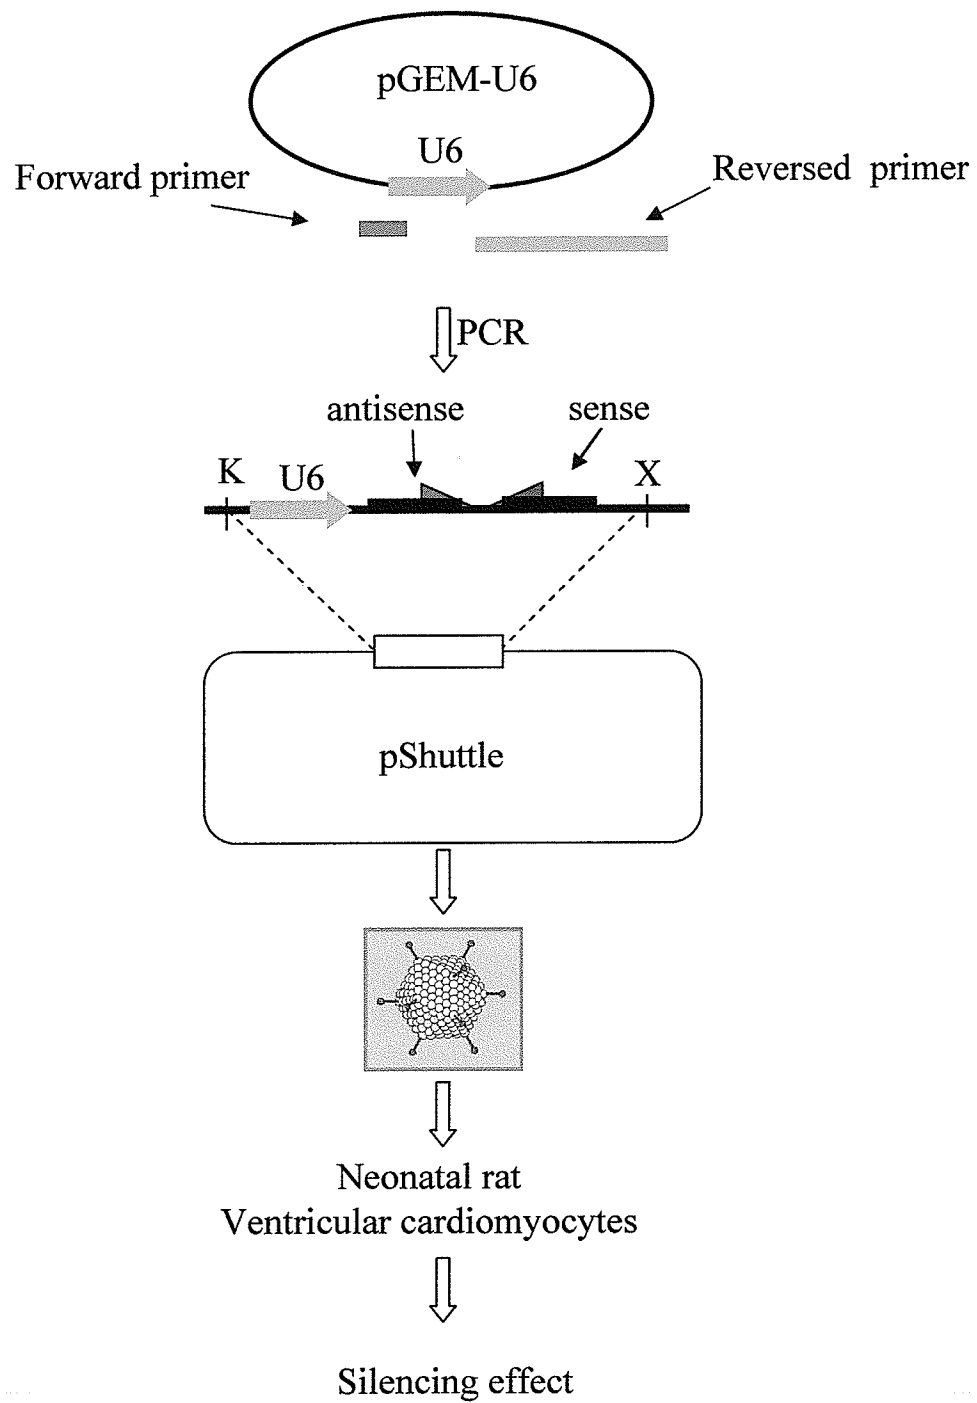 pGEM-U6
U6
Forward primer
Reversed primer
PCR
antisense
sense
K
U6
X
pShuttle
Neonatal rat
Ventricular cardiomyocytes
Silencing effect